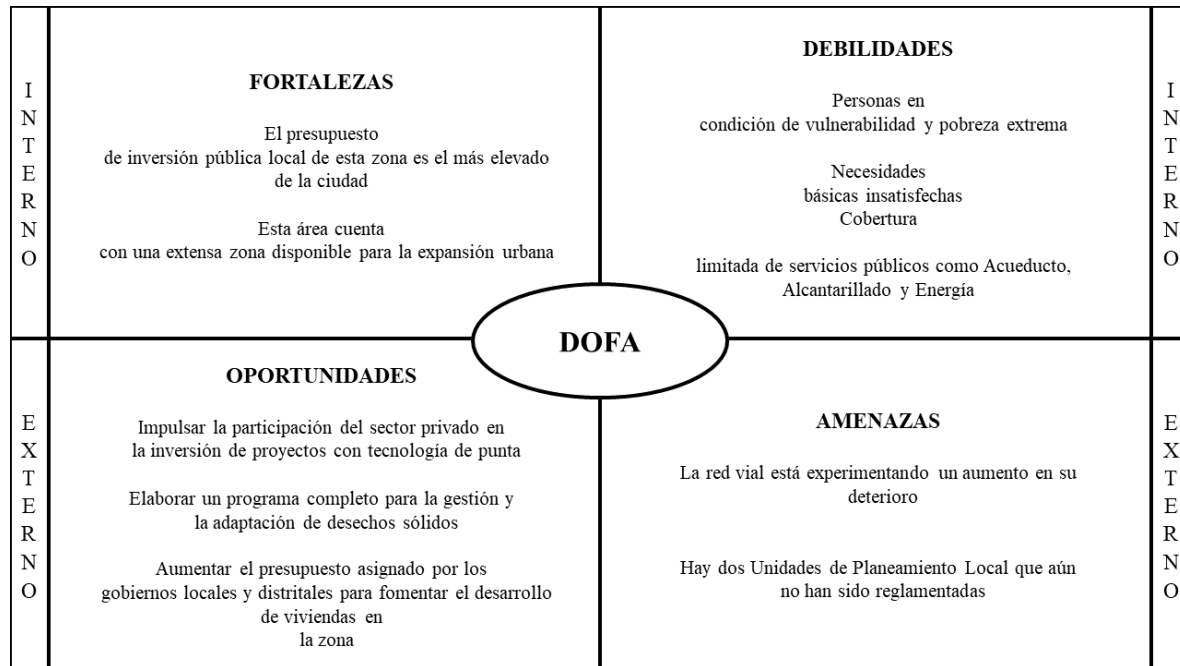 INTERNO
FORTALEZAS
El presupuesto
de inversión pública local de esta zona es el más elevado
de la ciudad
Esta área cuenta
con una extensa zona disponible para la expansión urbana
DEBILIDADES
Personas en
condición de vulnerabilidad y pobreza extrema
Necesidades
básicas insatisfechas
Cobertura
limitada de servicios públicos como Acueducto,
Alcantarillado y Energía
INTERNO
DOFA
EXTERNO
OPORTUNIDADES
Impulsar la participación del sector privado en
la inversión de proyectos con tecnología de punta
Elaborar un programa completo para la gestión y
la adaptación de desechos sólidos
Aumentar el presupuesto asignado por los
gobiernos locales y distritales para fomentar el desarrollo
de viviendas en
la zona
AMENAZAS
La red vial está experimentando un aumento en su
deterioro
Hay dos Unidades de Planeamiento Local que aún
no han sido reglamentadas
EXTERNO